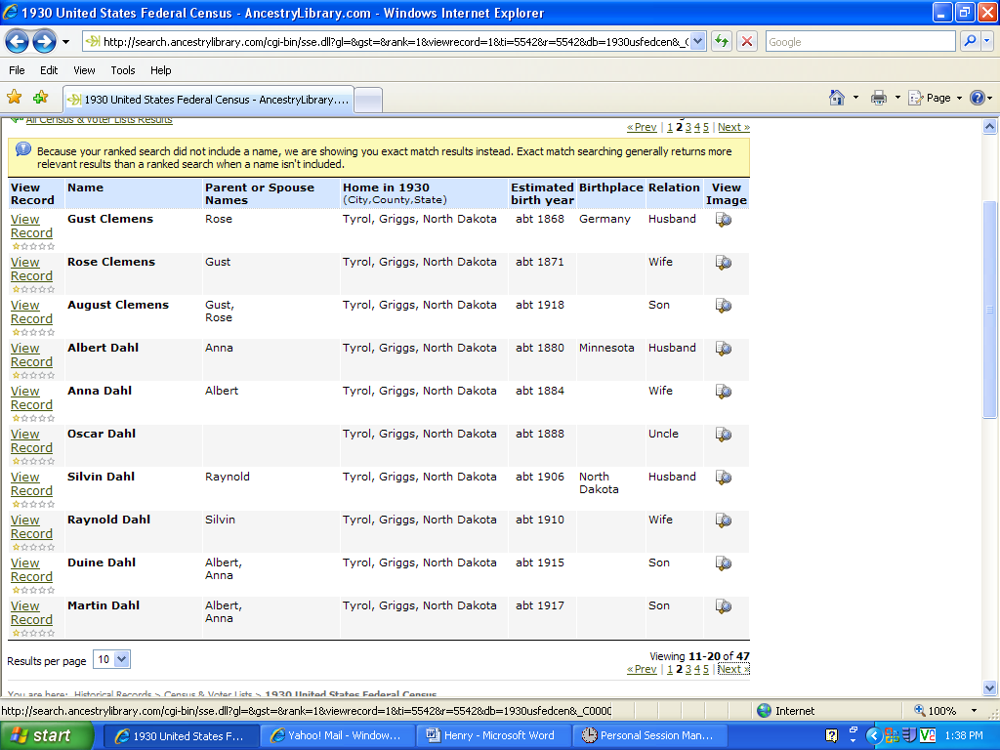 1930 United States Federal Census - AncestryLibrary.com - Windows Internet Explorer
http://search.ancestrylibrary.com/cgi-bin/sse.dll?gl=&gst=&rank=1&viewrecord=1&ti=5542&r=5542&db=1930usfedcen&_C
Google
File Edit View Tools Help
1930 United States Federal Census - AncestryLibrary....
Page
All Census & Voter Lists Results
« Prev | 1 2 3 4 5 | Next »
Because your ranked search did not include a name, we are showing you exact match results instead. Exact match searching generally returns more
relevant results than a ranked search when a name isn't included.
View Record Name Parent or Spouse Names Home in 1930 (City,County,State) Estimated birth year Birthplace Relation View Image
View Record Gust Clemens Rose Tyrol, Griggs, North Dakota abt 1868 Germany Husband
View Record Rose Clemens Gust Tyrol, Griggs, North Dakota abt 1871 Wife
View Record August Clemens Gust, Rose Tyrol, Griggs, North Dakota abt 1918 Son
View Record Albert Dahl Anna Tyrol, Griggs, North Dakota abt 1880 Minnesota Husband
View Record Anna Dahl Albert Tyrol, Griggs, North Dakota abt 1884 Wife
View Record Oscar Dahl Tyrol, Griggs, North Dakota abt 1888 Uncle
View Record Silvin Dahl Raynold Tyrol, Griggs, North Dakota abt 1906 North Dakota Husband
View Record Raynold Dahl Silvin Tyrol, Griggs, North Dakota abt 1910 Wife
View Record Duine Dahl Albert, Anna Tyrol, Griggs, North Dakota abt 1915 Son
View Record Martin Dahl Albert, Anna Tyrol, Griggs, North Dakota abt 1917 Son
Results per page 10
Viewing 11-20 of 47
« Prev | 1 2 3 4 5 | Next »
You are here: Historical Records > Census & Voter Lists > 1930 United States Federal Census
http://search.ancestrylibrary.com/cgi-bin/sse.dll?gl=&gst=&rank=1&viewrecord=1&ti=5542&r=5542&db=1930usfedcen&_C000C
Internet
100%
start
1930 United States F...
Yahoo! Mail - Window...
Henry - Microsoft Word
Personal Session Man...
1:38 PM